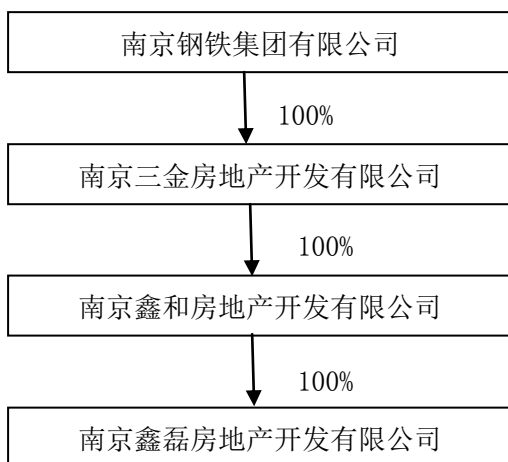 南京钢铁集团有限公司
100%
南京三金房地产开发有限公司
100%
南京鑫和房地产开发有限公司
100%
南京鑫磊房地产开发有限公司